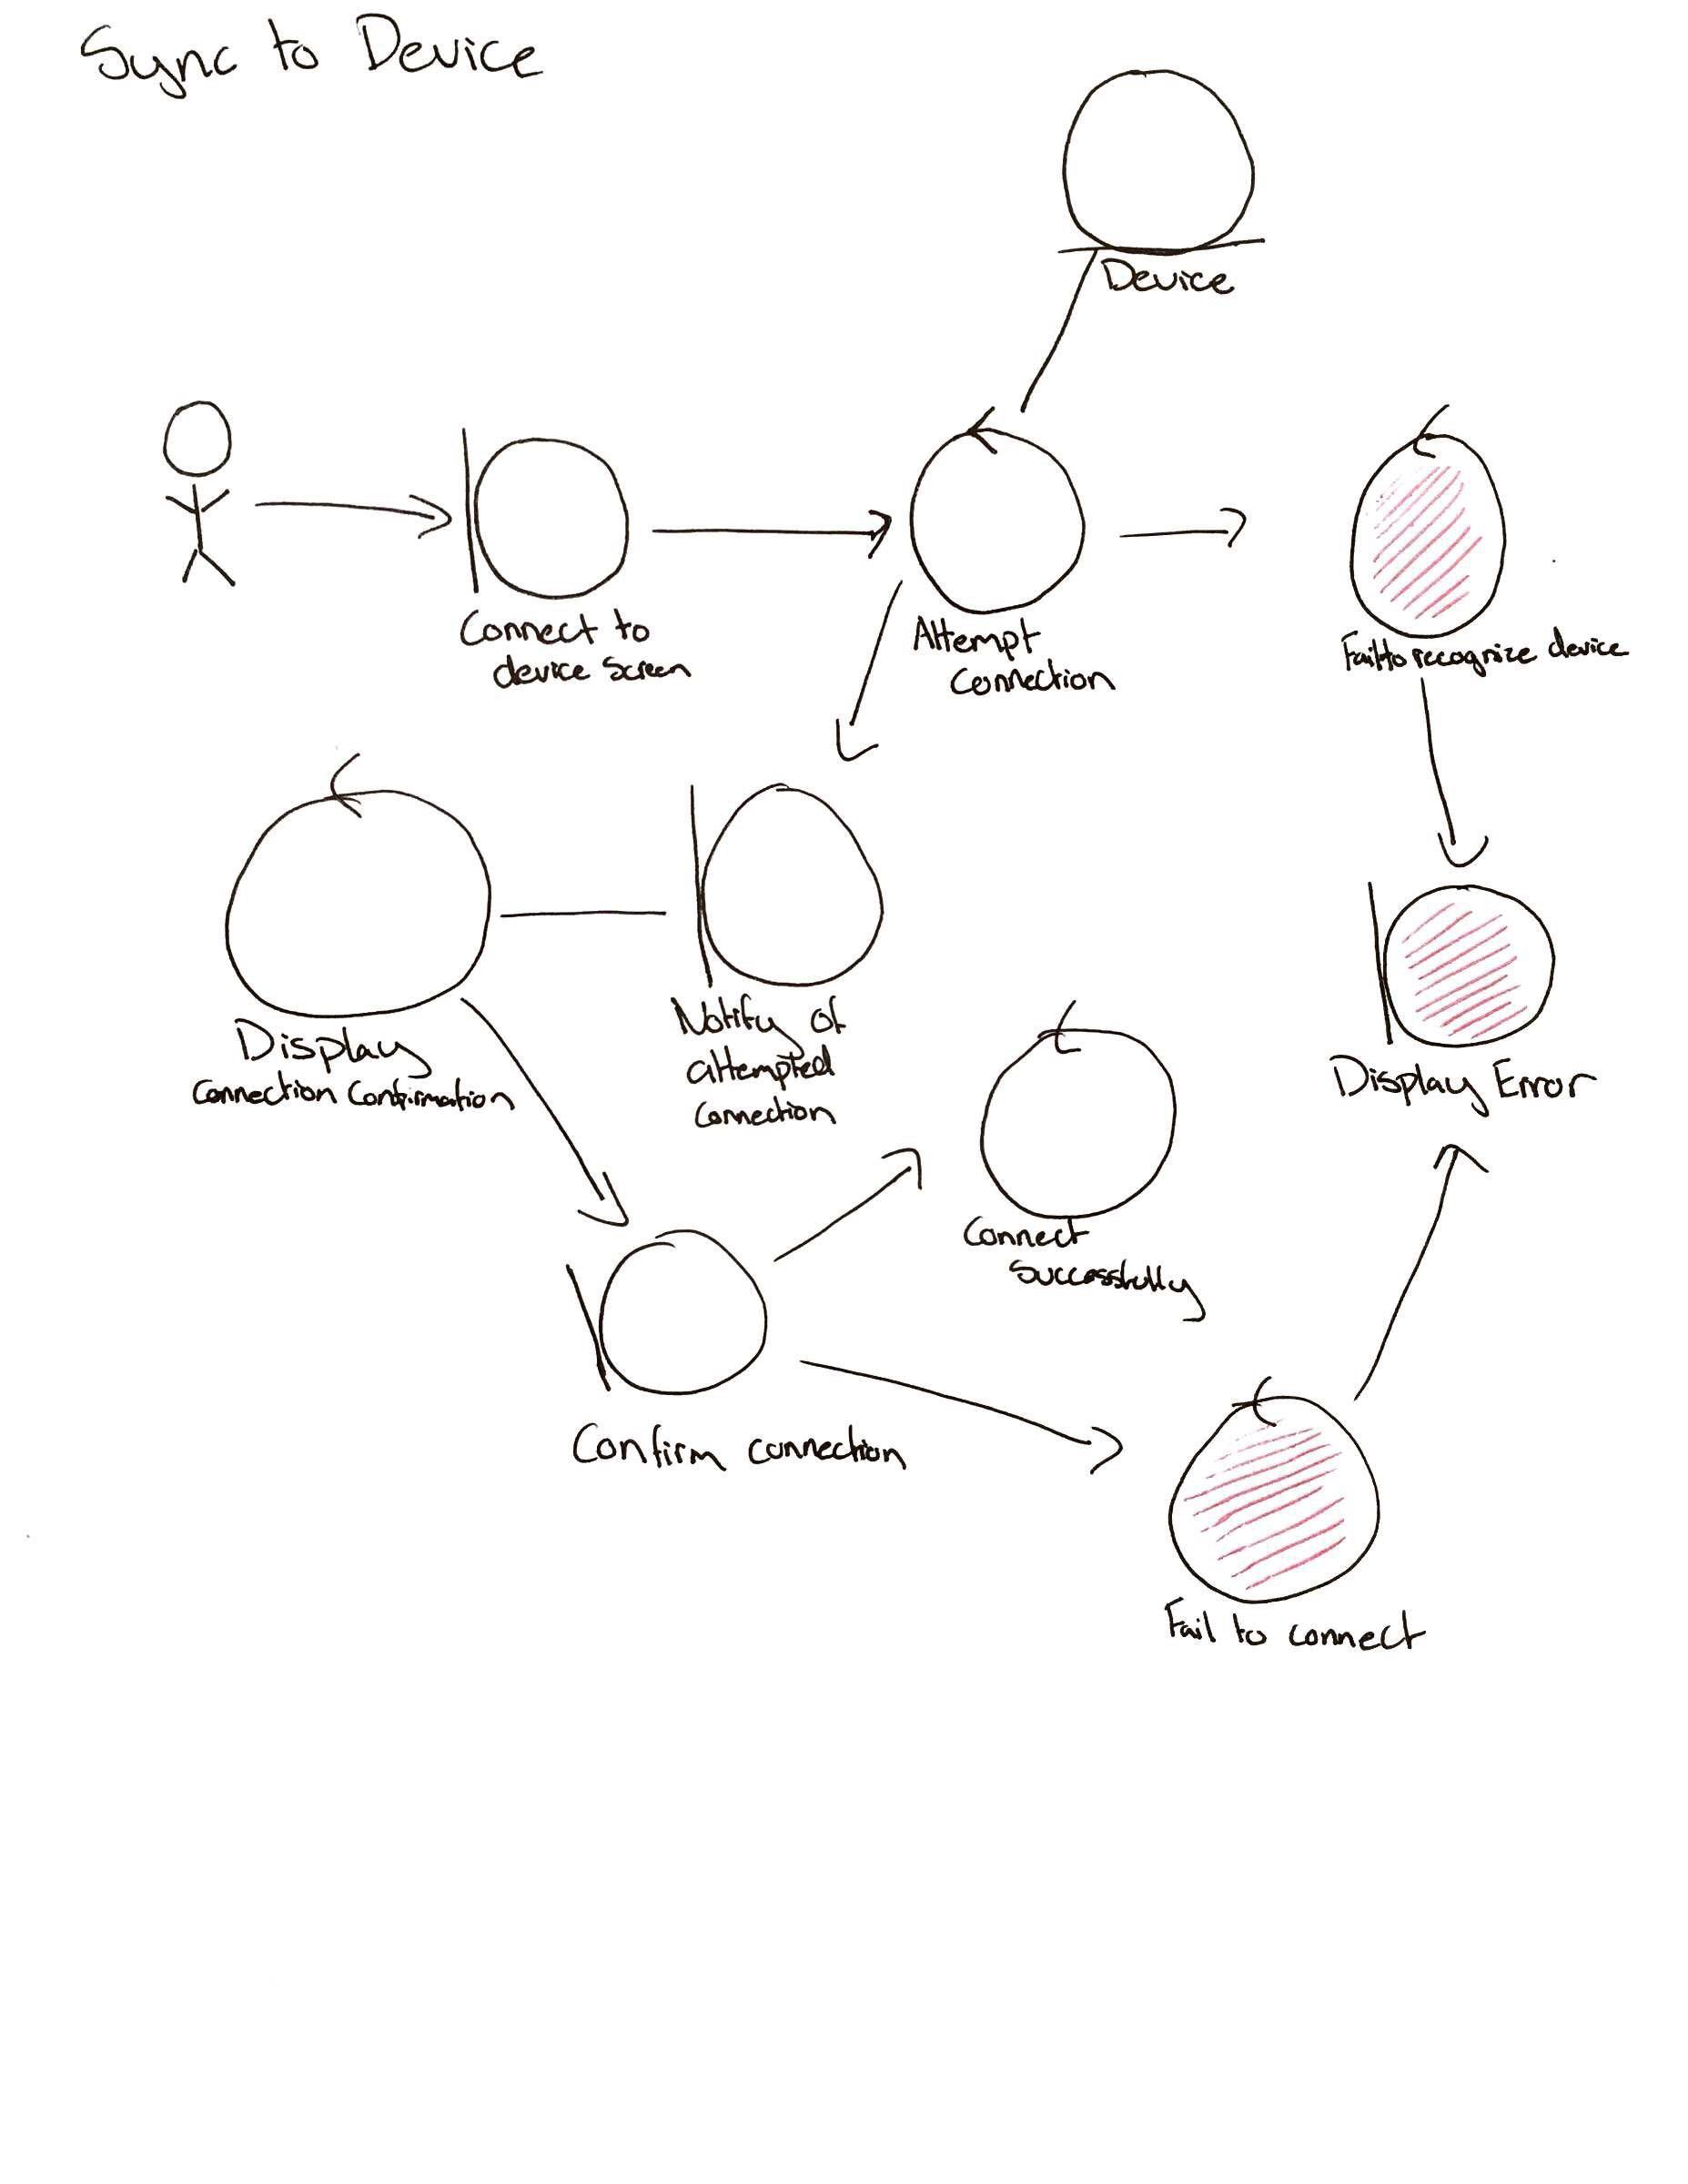 Sync to Device
Device
Connect to
device Screen
Attempt
Connection
Fail to recognize device
Display
Connection Confirmation
Notify of
attempted
Connection
Connect
Successfully
Display Error
Confirm connection
Fail to connect